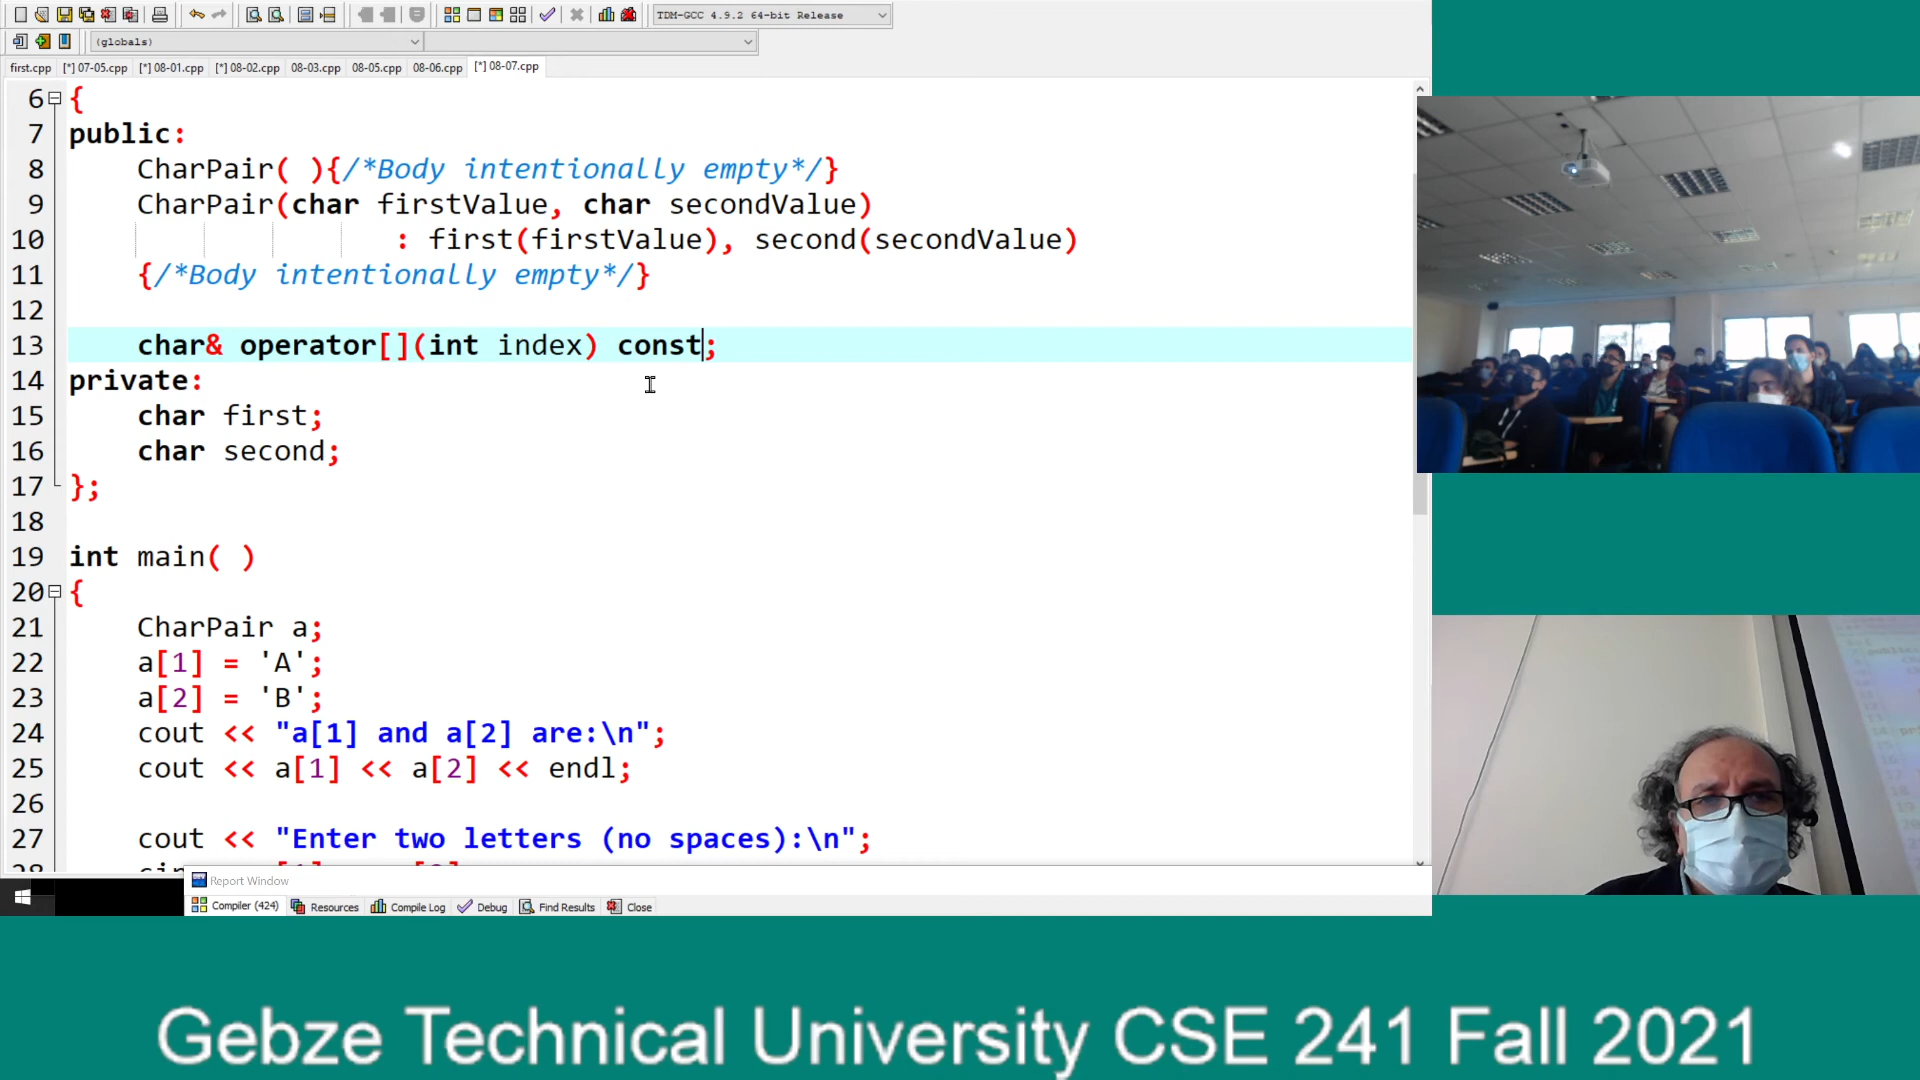 TDM-GCC 4.9.2 64-bit Release
(globals)
first.cpp [*] 07-05.cpp [*] 08-01.cpp [*] 08-02.cpp 08-03.cpp 08-05.cpp 08-06.cpp [*] 08-07.cpp
6 {
7 public:
8 CharPair( ){/*Body intentionally empty*/}
9 CharPair(char firstValue, char secondValue)
10 : first(firstValue), second(secondValue)
11 {/*Body intentionally empty*/}
12
13 char& operator[](int index) const;
14 private:
15 char first;
16 char second;
17 };
18
19 int main( )
20 {
21 CharPair a;
22 a[1] = 'A';
23 a[2] = 'B';
24 cout << "a[1] and a[2] are:\n";
25 cout << a[1] << a[2] << endl;
26
27 cout << "Enter two letters (no spaces):\n";
Report Window
Compiler (424) Resources Compile Log Debug Find Results Close
Gebze Technical University CSE 241 Fall 2021